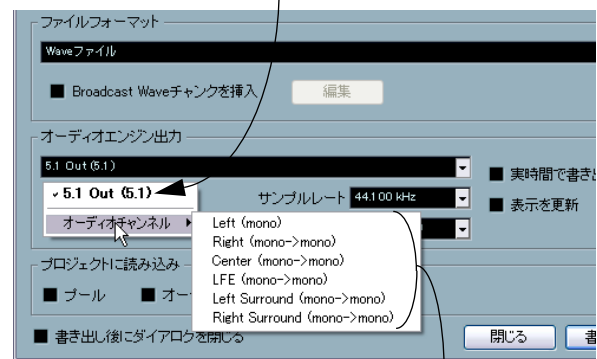 ファイルフォーマット
Waveファイル
Broadcast Waveチャンクを挿入 編集
オーディオエンジン出力
5.1 Out (5.1)
実時間で書き
✓ 5.1 Out (5.1)
サンプルレート 44.100 kHz
表示を更新
オーディオチャンネル
Left (mono)
Right (mono->mono)
Center (mono->mono)
LFE (mono->mono)
Left Surround (mono->mono)
Right Surround (mono->mono)
プロジェクトに読み込み
プール オー
書き出し後にダイアログを閉じる
閉じる 書